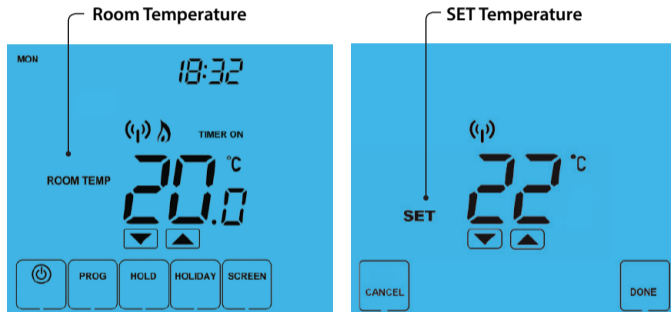 Room Temperature
MON
18:32
TIMER ON
ROOM TEMP
20.0 °C
PROG
HOLD
HOLIDAY
SCREEN
SET Temperature
SET
22 °C
CANCEL
DONE